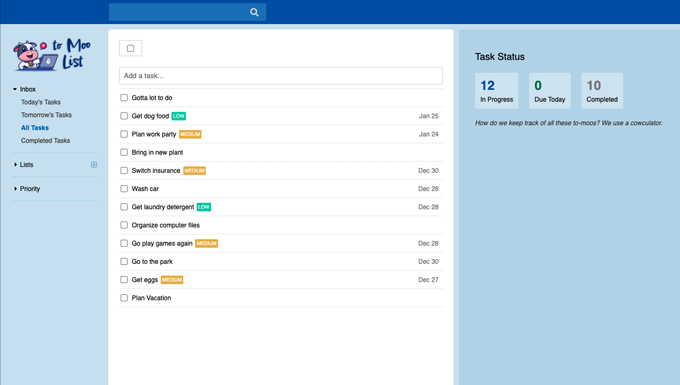 to Moo
List
Inbox
Today's Tasks
Tomorrow's Tasks
All Tasks
Completed Tasks
Lists
Priority
Add a task...
Gotta lot to do
Get dog food LOW Jan 25
Plan work party MEDIUM Jan 24
Bring in new plant
Switch insurance MEDIUM Dec 30
Wash car Dec 28
Get laundry detergent LOW Dec 28
Organize computer files
Go play games again MEDIUM Dec 28
Go to the park Dec 30
Get eggs MEDIUM Dec 27
Plan Vacation
Task Status
12 0 10
In Progress Due Today Completed
How do we keep track of all these to-moos? We use a cowculator.